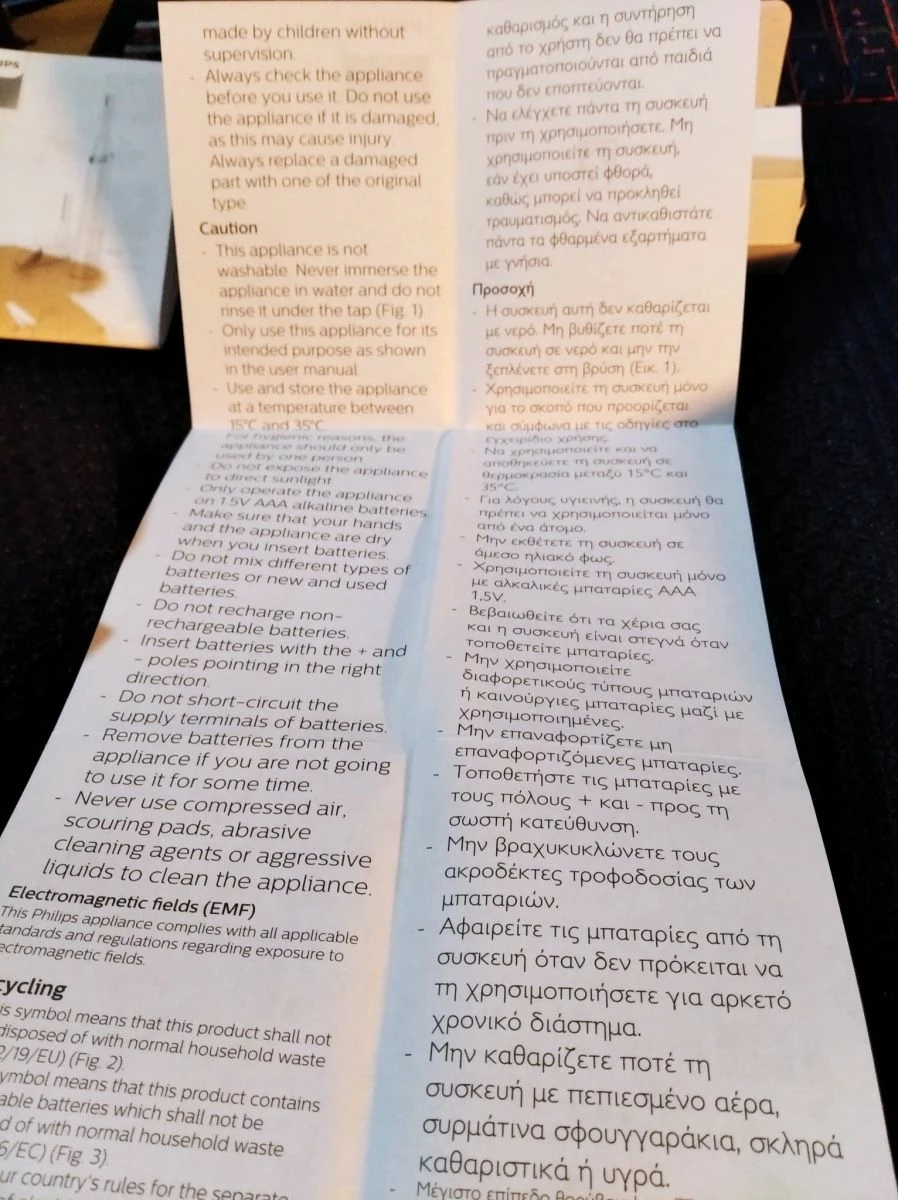 made by children without
supervision.
- Always check the appliance
before you use it. Do not use
the appliance if it is damaged,
as this may cause injury.
Always replace a damaged
part with one of the original
type.
Caution
- This appliance is not
washable. Never immerse the
appliance in water and do not
rinse it under the tap (Fig. 1).
- Only use this appliance for its
intended purpose as shown
in the user manual.
- Use and store the appliance
at a temperature between
15°C and 35°C.
- For hygienic reasons, the
appliance should only be
used by one person.
- Do not expose the appliance
to direct sunlight.
- Only operate the appliance
on 1.5V AAA alkaline batteries.
- Make sure that your hands
and the appliance are dry
when you insert batteries.
- Do not mix different types of
batteries or new and used
batteries.
- Do not recharge non-
rechargeable batteries.
- Insert batteries with the + and
- poles pointing in the right
direction.
- Do not short-circuit the
supply terminals of batteries.
- Remove batteries from the
appliance if you are not going
to use it for some time.
- Never use compressed air,
scouring pads, abrasive
cleaning agents or aggressive
liquids to clean the appliance.
Electromagnetic fields (EMF)
This Philips appliance complies with all applicable
tandards and regulations regarding exposure to
ectromagnetic fields.
cycling
is symbol means that this product shall not
disposed of with normal household waste
2/19/EU) (Fig. 2).
ymbol means that this product contains
able batteries which shall not be
d of with normal household waste
6/EC) (Fig. 3).
ur country's rules for the separate
καθαρισμός και η συντήρηση
από το χρήστη δεν θα πρέπει να
πραγματοποιούνται από παιδιά
που δεν εποπτεύονται.
- Να ελέγχετε πάντα τη συσκευή
πριν τη χρησιμοποιήσετε. Μη
χρησιμοποιείτε τη συσκευή,
εάν έχει υποστεί φθορά,
καθώς μπορεί να προκληθεί
τραυματισμός. Να αντικαθιστάτε
πάντα τα φθαρμένα εξαρτήματα
με γνήσια.
Προσοχή
- Η συσκευή αυτή δεν καθαρίζεται
με νερό. Μη βυθίζετε ποτέ τη
συσκευή σε νερό και μην την
ξεπλένετε στη βρύση (Εικ. 1).
- Χρησιμοποιείτε τη συσκευή μόνο
για το σκοπό που προορίζεται
και σύμφωνα με τις οδηγίες στο
εγχειρίδιο χρήσης.
- Να χρησιμοποιείτε και να
αποθηκεύετε τη συσκευή σε
θερμοκρασία μεταξύ 15°C και
35°C.
- Για λόγους υγιεινής, η συσκευή θα
πρέπει να χρησιμοποιείται μόνο
από ένα άτομο.
- Μην εκθέτετε τη συσκευή σε
άμεσο ηλιακό φως.
- Χρησιμοποιείτε τη συσκευή μόνο
με αλκαλικές μπαταρίες AAA
1,5V.
- Βεβαιωθείτε ότι τα χέρια σας
και η συσκευή είναι στεγνά όταν
τοποθετείτε μπαταρίες.
- Μην χρησιμοποιείτε
διαφορετικούς τύπους μπαταριών
ή καινούργιες μπαταρίες μαζί με
χρησιμοποιημένες.
- Μην επαναφορτίζετε μη
επαναφορτιζόμενες μπαταρίες.
- Τοποθετήστε τις μπαταρίες με
τους πόλους + και - προς τη
σωστή κατεύθυνση.
- Μην βραχυκυκλώνετε τους
ακροδέκτες τροφοδοσίας των
μπαταριών.
- Αφαιρείτε τις μπαταρίες από τη
συσκευή όταν δεν πρόκειται να
τη χρησιμοποιήσετε για αρκετό
χρονικό διάστημα.
- Μην καθαρίζετε ποτέ τη
συσκευή με πεπιεσμένο αέρα,
συρμάτινα σφουγγαράκια, σκληρά
καθαριστικά ή υγρά.
- Μέγιστο επίπεδο